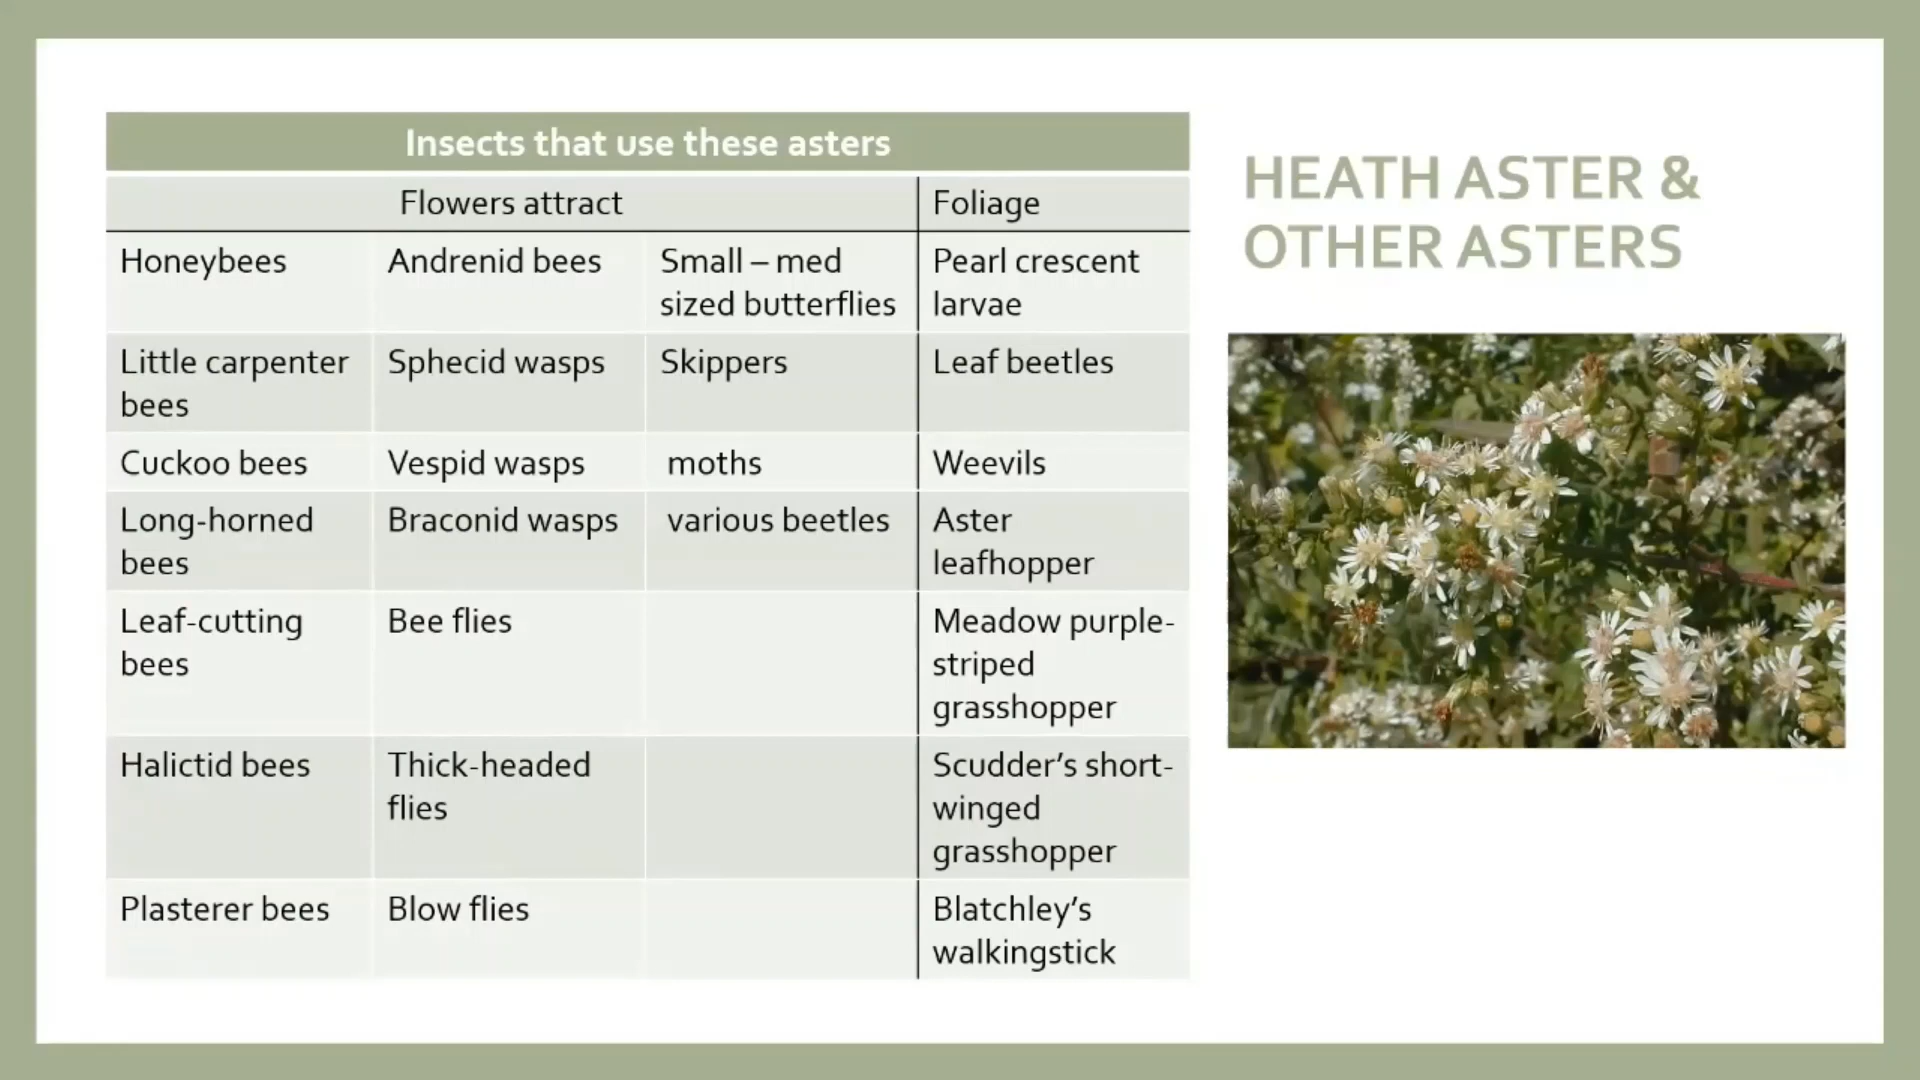 Insects that use these asters
Flowers attract
Foliage
Honeybees
Andrenid bees
Small – med
sized butterflies
Pearl crescent
larvae
Little carpenter
bees
Sphecid wasps
Skippers
Leaf beetles
Cuckoo bees
Vespid wasps
moths
Weevils
Long-horned
bees
Braconid wasps
various beetles
Aster
leafhopper
Leaf-cutting
bees
Bee flies
Meadow purple-
striped
grasshopper
Halictid bees
Thick-headed
flies
Scudder’s short-
winged
grasshopper
Plasterer bees
Blow flies
Blatchley’s
walkingstick
HEATH ASTER &
OTHER ASTERS